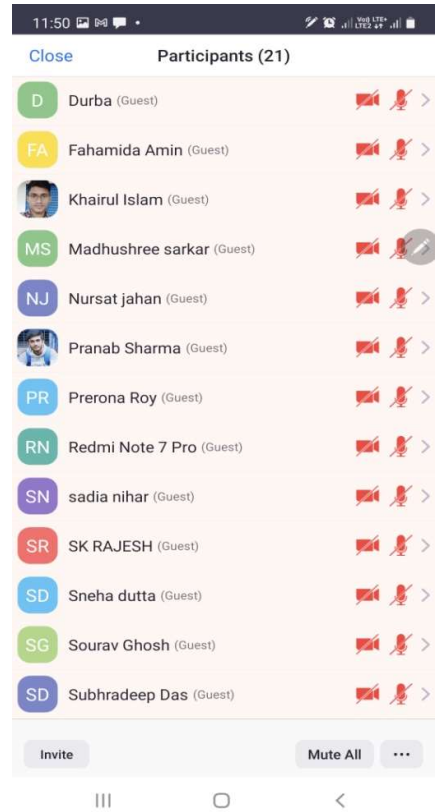 11:50 Vo) LTE+ LTE2
Close Participants (21)
D Durba (Guest)
FA Fahamida Amin (Guest)
Khairul Islam (Guest)
MS Madhushree sarkar (Guest)
NJ Nursat jahan (Guest)
Pranab Sharma (Guest)
PR Prerona Roy (Guest)
RN Redmi Note 7 Pro (Guest)
SN sadia nihar (Guest)
SR SK RAJESH (Guest)
SD Sneha dutta (Guest)
SG Sourav Ghosh (Guest)
SD Subhradeep Das (Guest)
Invite Mute All ...